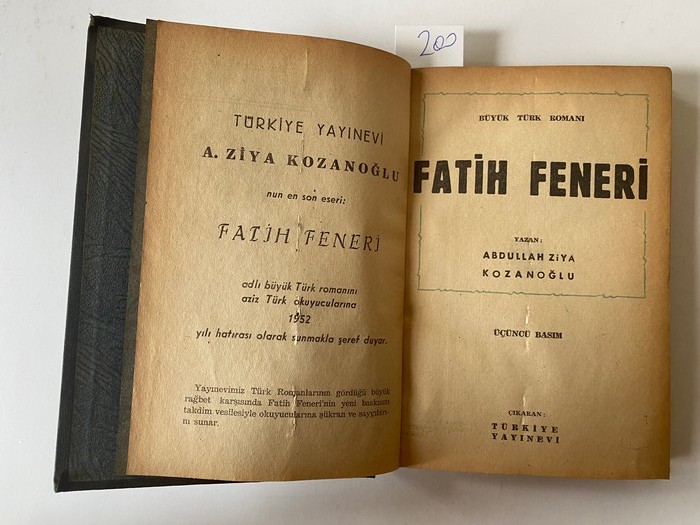 200
TÜRKİYE YAYINEVİ
A. ZİYA KOZANOĞLU
nun en son eseri:
FATİH FENERİ
adlı büyük Türk romanını
aziz Türk okuyucularına
1952
yılı hatırası olarak sunmakla şeref duyar.
Yayınevimiz Türk Romanlarının gördüğü büyük
rağbet karşısında Fatih Feneri'nin yeni baskısını
takdim vesilesiyle okuyucularına şükran ve saygıları-
nı sunar.
BÜYÜK TÜRK ROMANI
FATİH FENERİ
YAZAN:
ABDULLAH ZİYA
KOZANOĞLU
ÜÇÜNCÜ BASIM
ÇIKARAN:
TÜRKİYE
YAYINEVİ